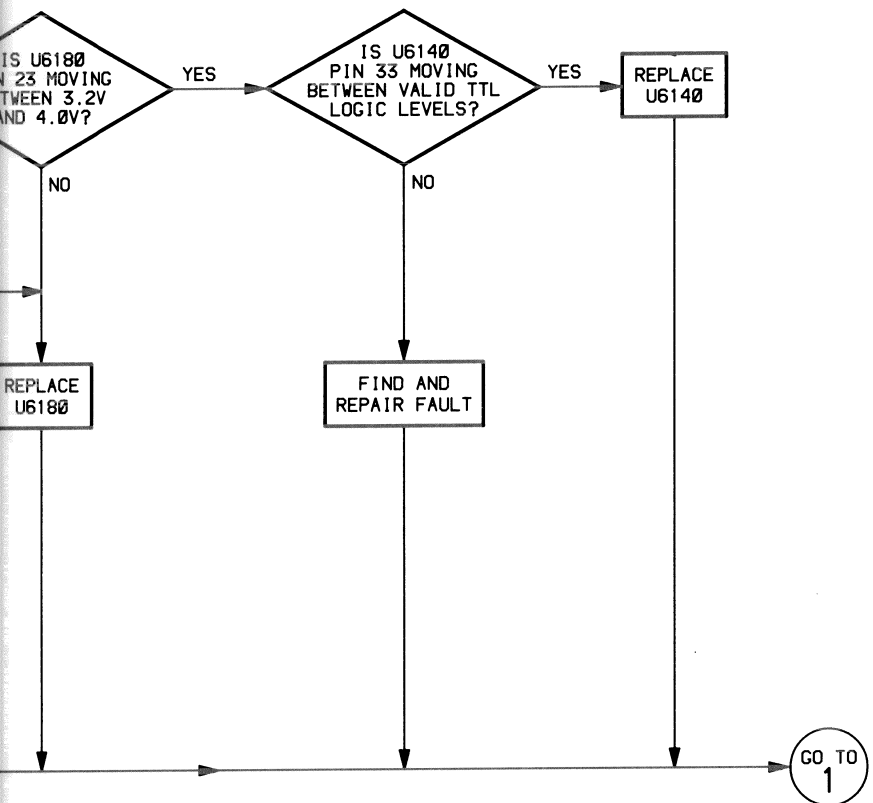 IS U6180
N 23 MOVING
TWEEN 3.2V
AND 4.0V?
YES
NO
IS U6140
PIN 33 MOVING
BETWEEN VALID TTL
LOGIC LEVELS?
YES
NO
REPLACE
U6140
REPLACE
U6180
FIND AND
REPAIR FAULT
GO TO
1